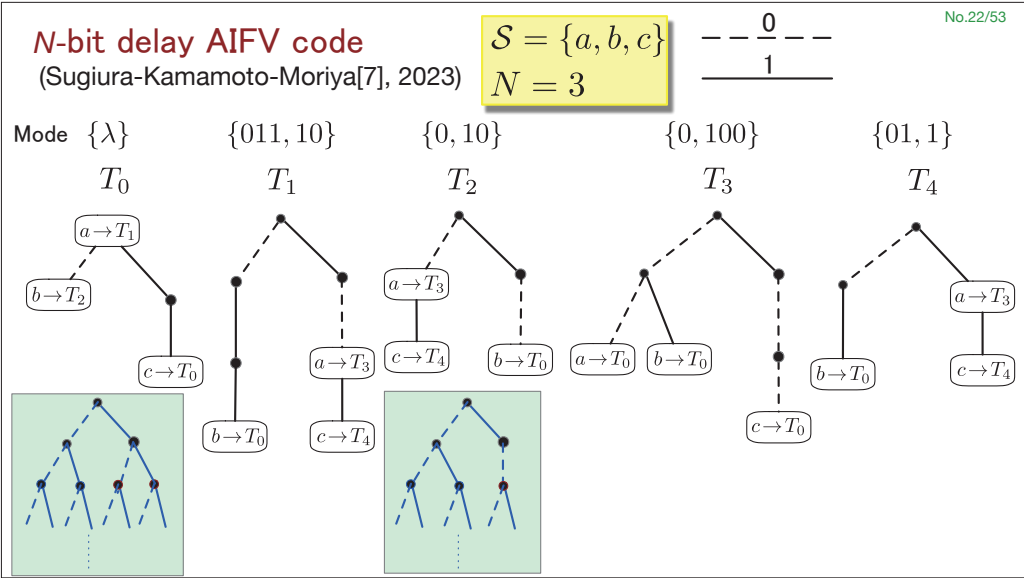 No.22/53
N-bit delay AIFV code
(Sugiura-Kamamoto-Moriya[7], 2023)
S = {a, b, c}
N = 3
0
1
Mode {λ} {011, 10} {0, 10} {0, 100} {01, 1}
T₀ T₁ T₂ T₃ T₄
a→T₁
b→T₂
c→T₀
a→T₃
b→T₀
c→T₄
a→T₃
c→T₄
b→T₀
a→T₀
b→T₀
c→T₀
a→T₃
b→T₀
c→T₄